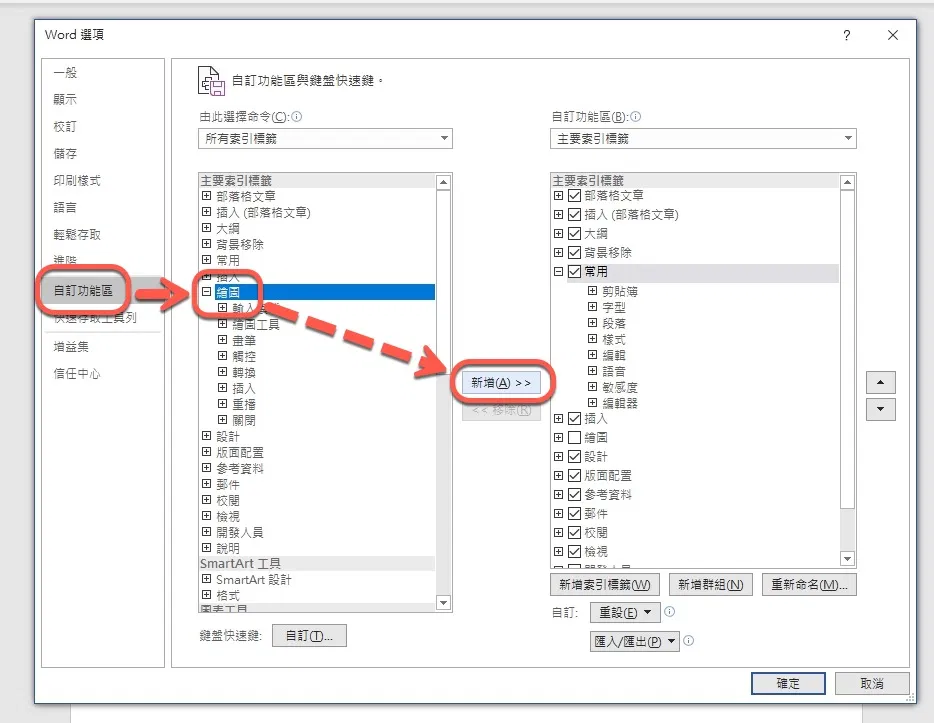 Word 選項
?
一般
顯示
校訂
儲存
印刷樣式
語言
輕鬆存取
進階
自訂功能區
快速存取工具列
增益集
信任中心
自訂功能區與鍵盤快速鍵。
由此選擇命令(C):
所有索引標籤
主要索引標籤
部落格文章
插入 (部落格文章)
大綱
背景移除
常用
插入
繪圖
輸入
繪圖工具
畫筆
觸控
轉換
插入
重播
關閉
設計
版面配置
參考資料
郵件
校閱
檢視
開發人員
說明
SmartArt 工具
SmartArt 設計
格式
圖表工具
鍵盤快速鍵:
自訂(T)...
新增(A) >>
<< 移除(R)
自訂功能區(B):
主要索引標籤
主要索引標籤
部落格文章
插入 (部落格文章)
大綱
背景移除
常用
剪貼簿
字型
段落
樣式
編輯
語音
敏感度
編輯器
插入
繪圖
設計
版面配置
參考資料
郵件
校閱
檢視
開發人員
新增索引標籤(W)
新增群組(N)
重新命名(M)...
自訂:
重設(E)
匯入/匯出(P)
確定
取消